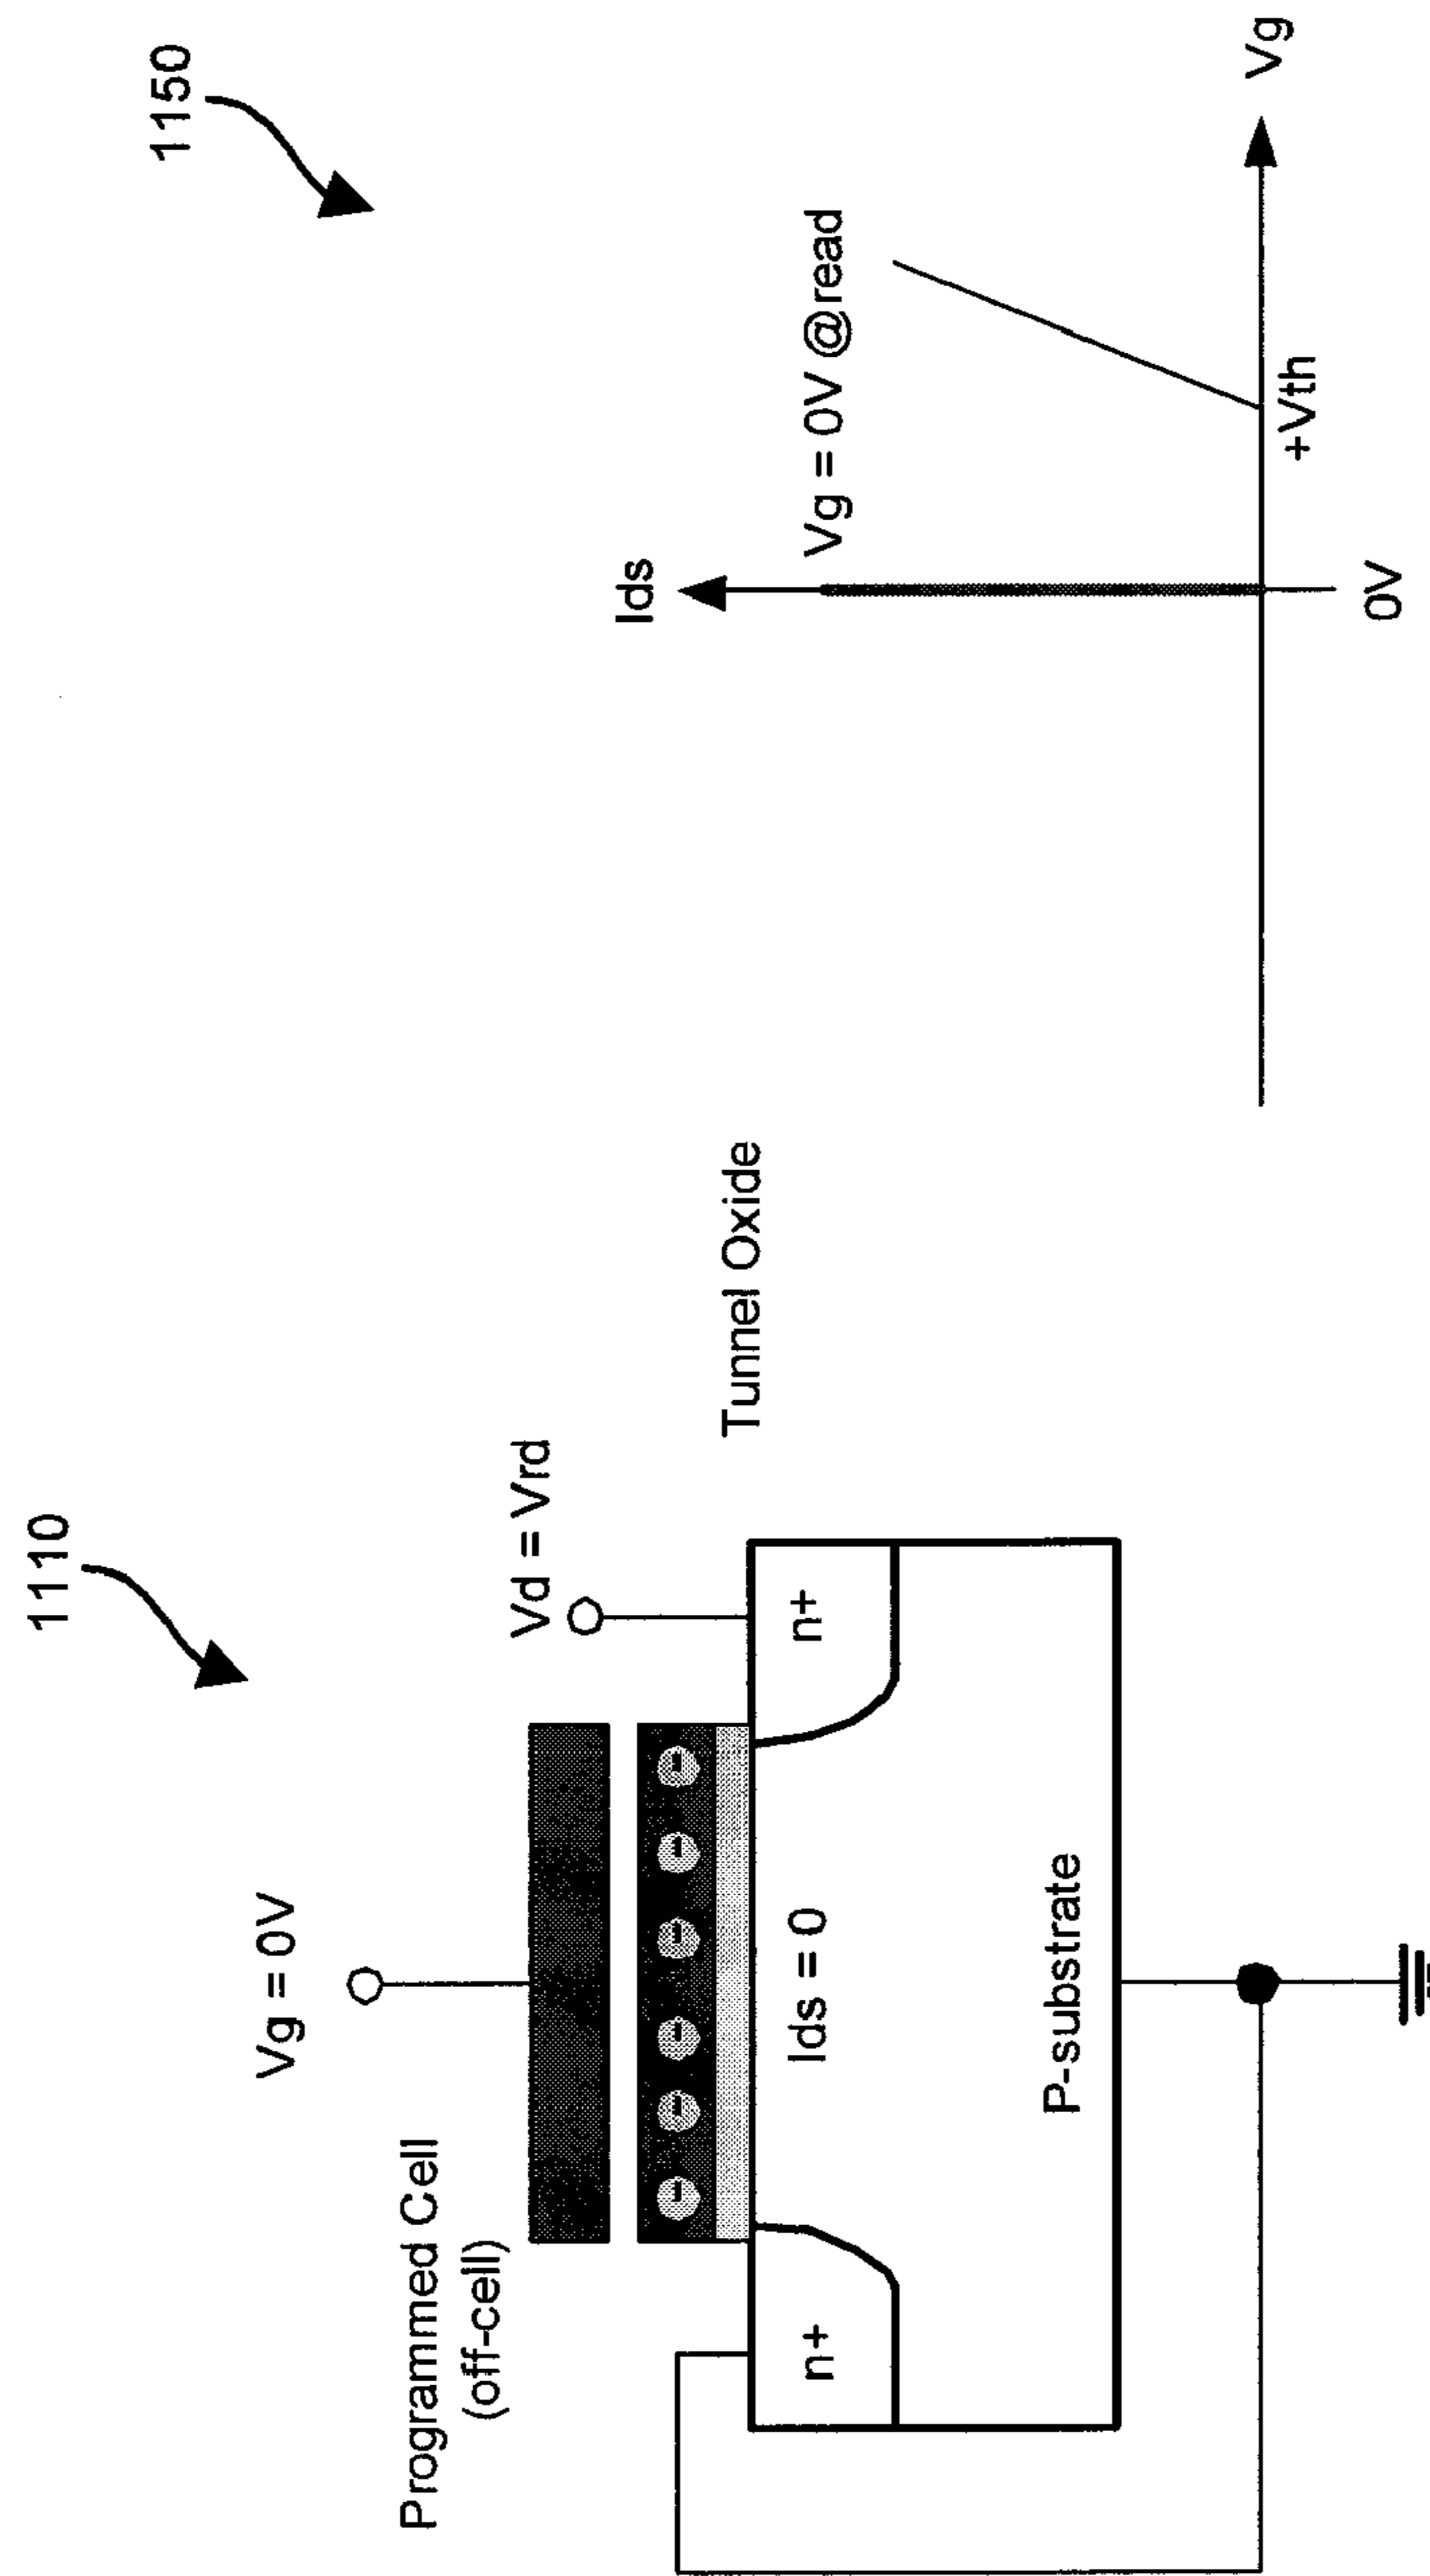 1110
Programmed Cell
(off-cell)
Vg = 0V
Vd = Vrd
Tunnel Oxide
- - - - - -
n+
Ids = 0
n+
P-substrate
1150
Ids
Vg = 0V @read
Vg
+Vth
0V